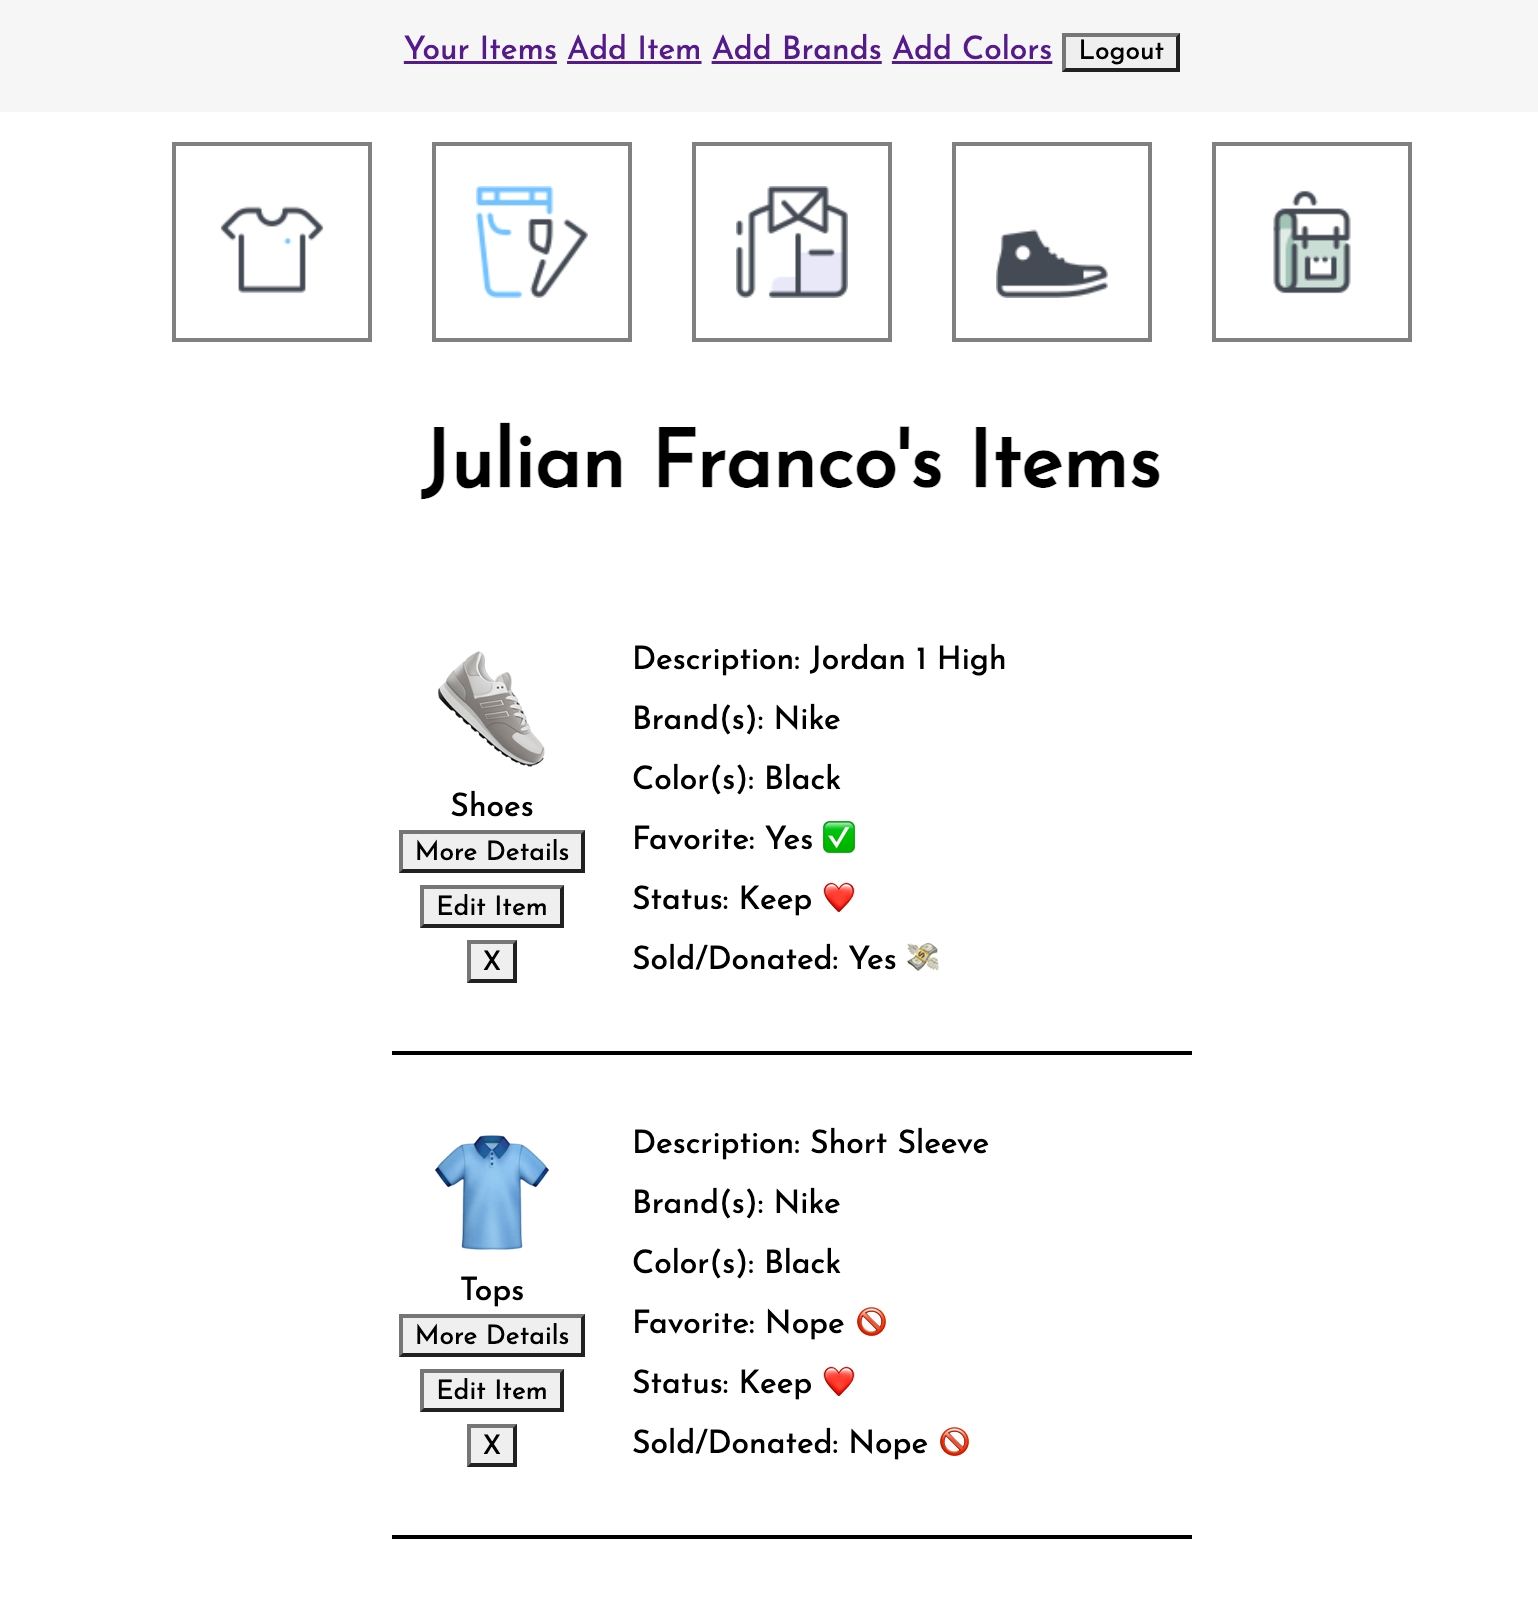 Your Items Add Item Add Brands Add Colors Logout
Julian Franco's Items
Shoes
More Details
Edit Item
X
Description: Jordan 1 High
Brand(s): Nike
Color(s): Black
Favorite: Yes ✅
Status: Keep ❤️
Sold/Donated: Yes 💸
Tops
More Details
Edit Item
X
Description: Short Sleeve
Brand(s): Nike
Color(s): Black
Favorite: Nope 🚫
Status: Keep ❤️
Sold/Donated: Nope 🚫